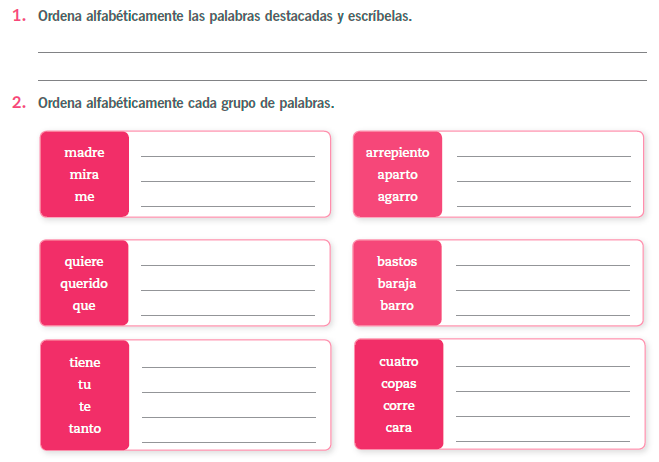 1. Ordena alfabéticamente las palabras destacadas y escríbelas.
2. Ordena alfabéticamente cada grupo de palabras.
madre
mira
me
arrepiento
aparto
agarro
quiere
querido
que
bastos
baraja
barro
tiene
tu
te
tanto
cuatro
copas
corre
cara